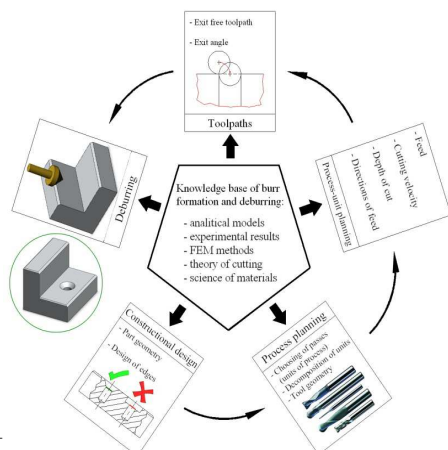 - Exit free toolpath
- Exit angle
Toolpaths
Deburring
Knowledge base of burr
formation and deburring:
- analitical models
- experimental results
- FEM methods
- theory of cutting
- science of materials
Process-unit planning
- Directions of feed
- Depth of cut
- Cutting velocity
- Feed
Constructional design
- Part geometry
- Design of edges
Process planning
- Choosing of passes
(units of process)
- Decomposition of units
- Tool geometry